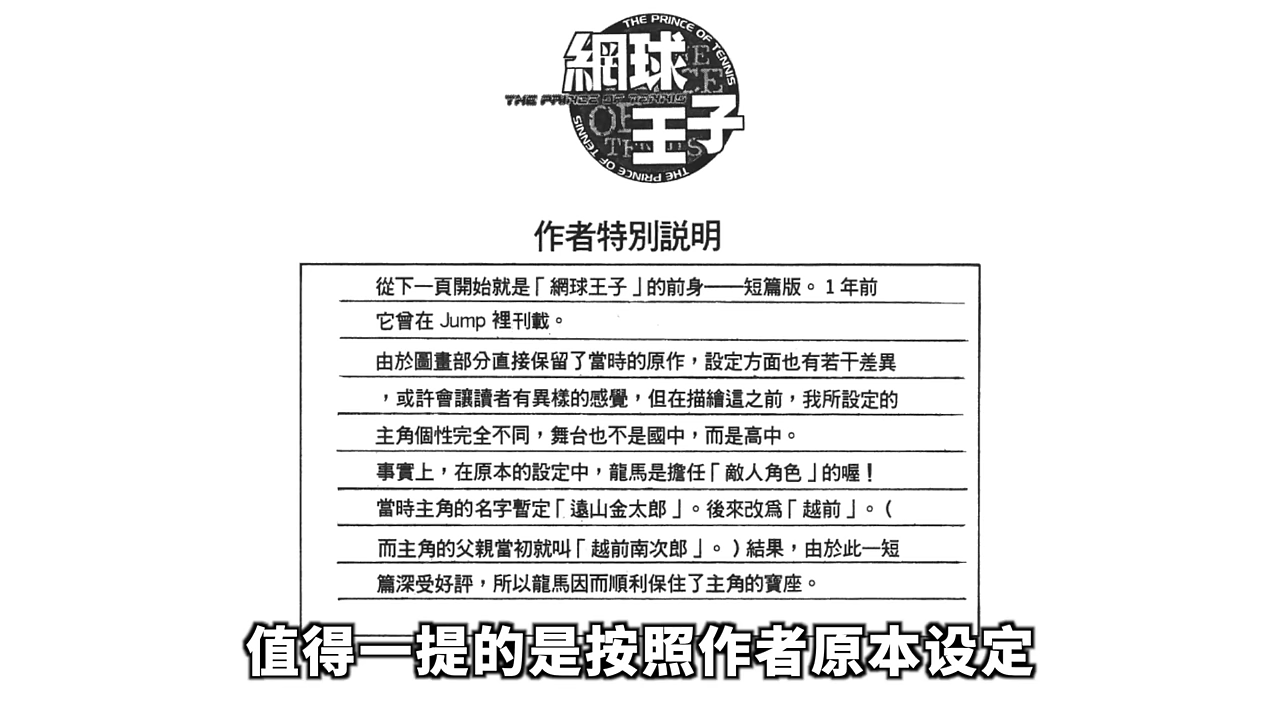 THE PRINCE OF TENNIS
網球
THE PRINCE OF TENNIS
王子
THE PRINCE OF TENNIS
作者特別説明
從下一頁開始就是「網球王子」的前身——短篇版。1年前
它曾在 Jump 裡刊載。
由於圖畫部分直接保留了當時的原作，設定方面也有若干差異
，或許會讓讀者有異樣的感覺，但在描繪這之前，我所設定的
主角個性完全不同，舞台也不是國中，而是高中。
事實上，在原本的設定中，龍馬是擔任「敵人角色」的喔！
當時主角的名字暫定「遠山金太郎」。後來改爲「越前」。（
而主角的父親當初就叫「越前南次郎」。）結果，由於此一短
篇深受好評，所以龍馬因而順利保住了主角的寶座。
值得一提的是按照作者原本设定